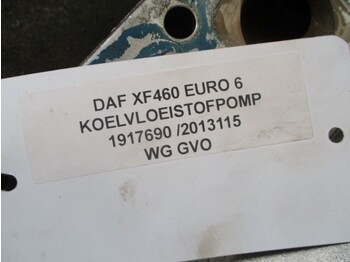 DAF XF460 EURO 6
KOELVLOEISTOFPOMP
1917690 /2013115
WG GVO